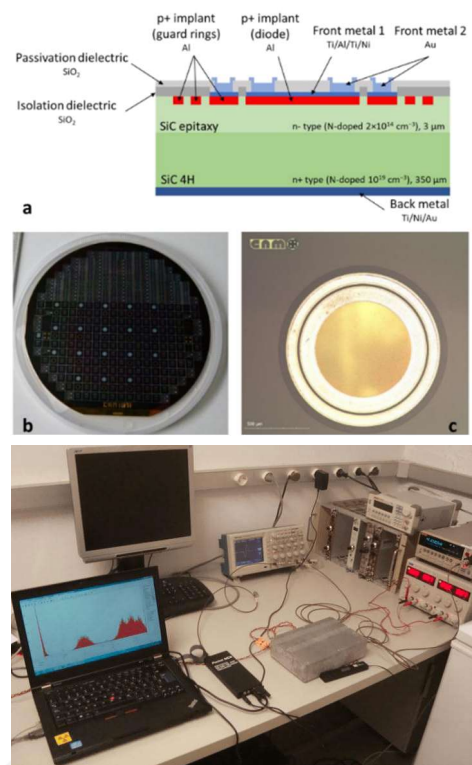 p+ implant
(guard rings)
Al
p+ implant
(diode)
Al
Front metal 1
Ti/Al/Ti/Ni
Front metal 2
Au
Passivation dielectric
SiO₂
Isolation dielectric
SiO₂
SiC epitaxy
n- type (N-doped 2×10¹⁴ cm⁻³), 3 μm
SiC 4H
n+ type (N-doped 10¹⁹ cm⁻³), 350 μm
Back metal
Ti/Ni/Au
a
b
cnm
c